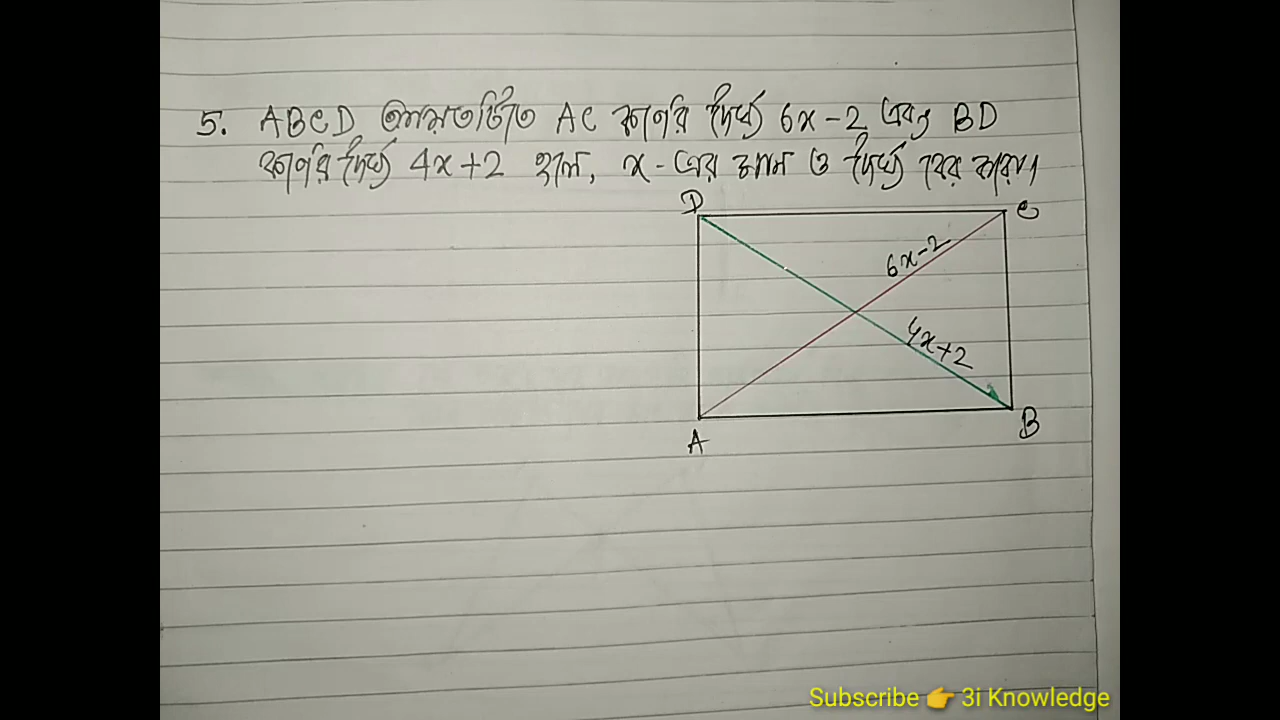 5. ABCD আয়তটিতে AC কর্ণের দৈর্ঘ্য 6x-2 এবং BD
কর্ণের দৈর্ঘ্য 4x+2 হলে, x-এর মান ও দৈর্ঘ্য বের করো।
D
C
6x-2
4x+2
A
B
Subscribe 👉 3i Knowledge